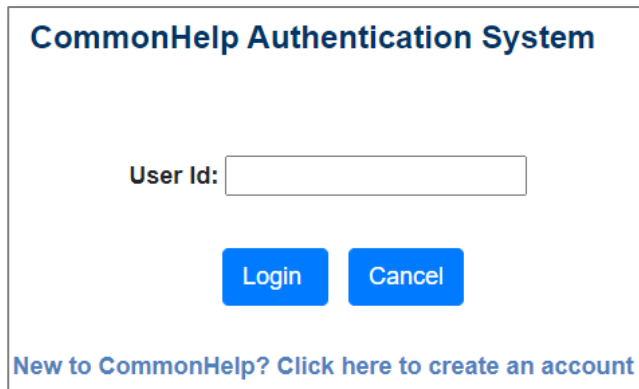 CommonHelp Authentication System
User Id:
Login Cancel
New to CommonHelp? Click here to create an account